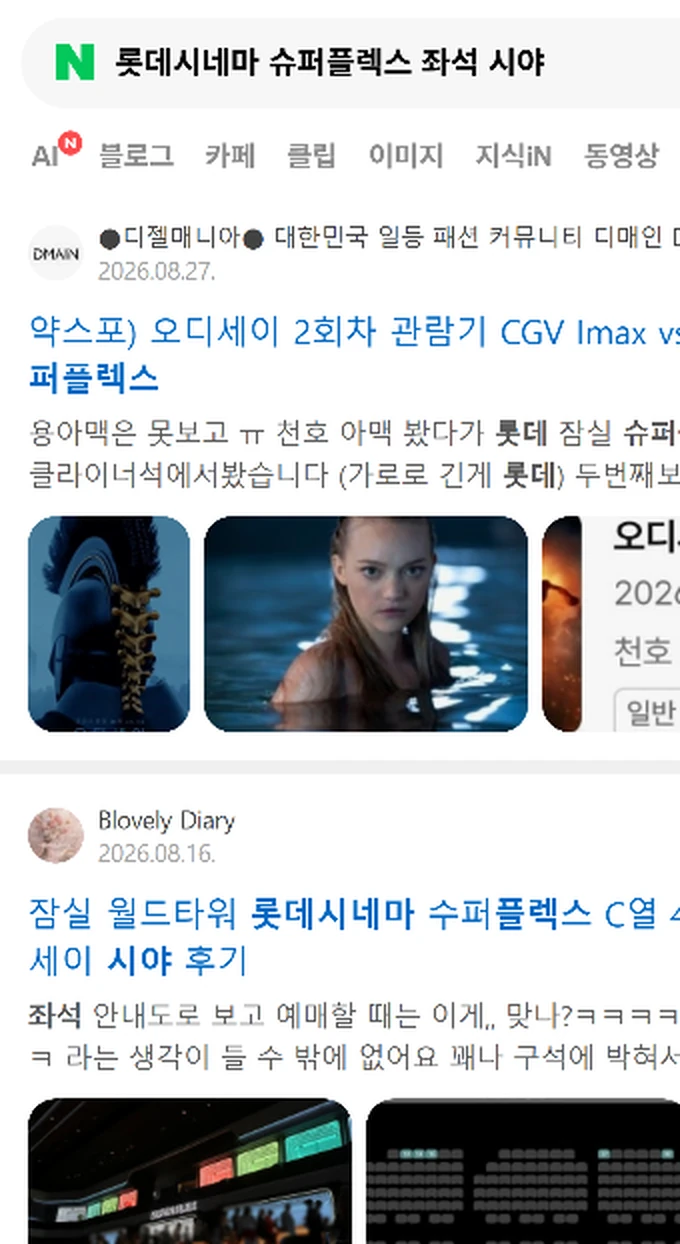 롯데시네마 슈퍼플렉스 좌석 시야
AI N 블로그 카페 클립 이미지 지식iN 동영상
DMAIN
●디젤매니아● 대한민국 일등 패션 커뮤니티 디매인
2026.08.27.
약스포) 오디세이 2회차 관람기 CGV Imax vs
퍼플렉스
용아맥은 못보고 ㅠ 천호 아맥 봤다가 롯데 잠실 슈퍼
클라이너석에서봤습니다 (가로로 긴게 롯데) 두번째보
오디
2026
천호
일반
Blovely Diary
2026.08.16.
잠실 월드타워 롯데시네마 수퍼플렉스 C열
세이 시야 후기
좌석 안내도로 보고 예매할 때는 이게,, 맞나?ㅋㅋㅋㅋ
ㅋ 라는 생각이 들 수 밖에 없어요 꽤나 구석에 박혀서